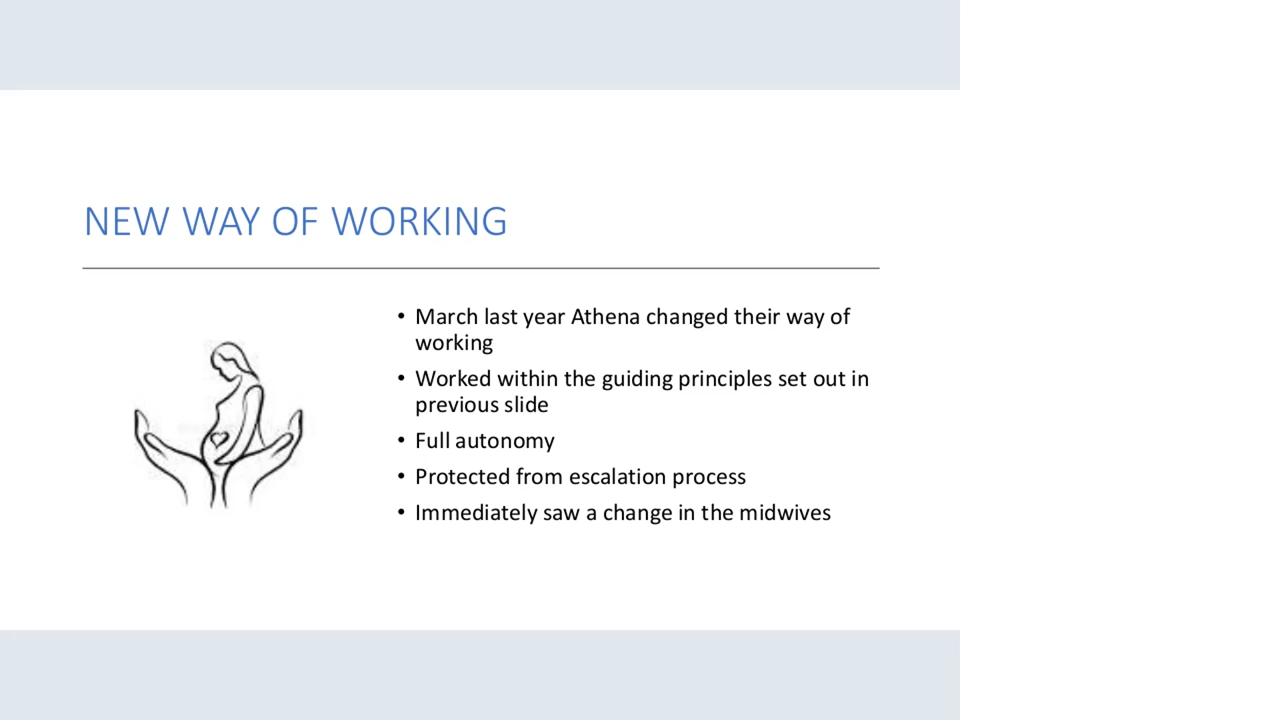 NEW WAY OF WORKING
• March last year Athena changed their way of
working
• Worked within the guiding principles set out in
previous slide
• Full autonomy
• Protected from escalation process
• Immediately saw a change in the midwives